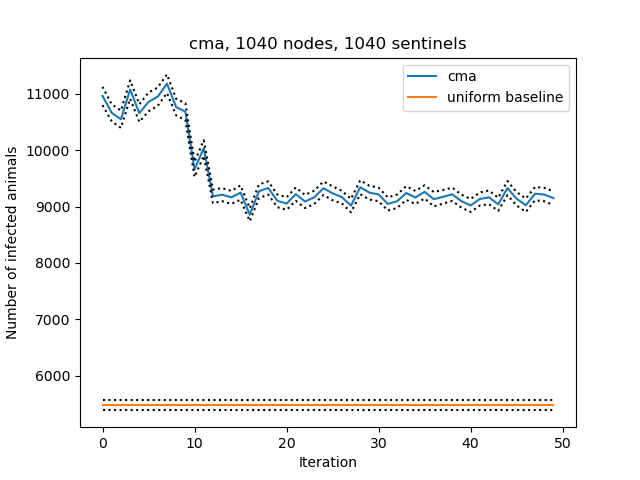 cma, 1040 nodes, 1040 sentinels
cma
uniform baseline
Number of infected animals
11000
10000
9000
8000
7000
6000
0 10 20 30 40 50
Iteration